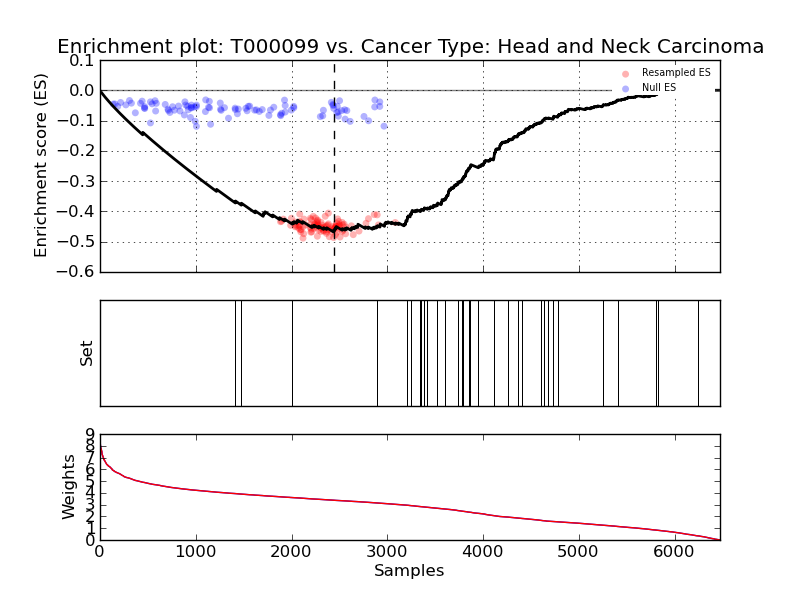 Enrichment plot: T000099 vs. Cancer Type: Head and Neck Carcinoma
Enrichment score (ES)
0.1
0.0
−0.1
−0.2
−0.3
−0.4
−0.5
−0.6
Resampled ES
Null ES
Set
Weights
9
8
7
6
5
4
3
2
1
0
0 1000 2000 3000 4000 5000 6000
Samples